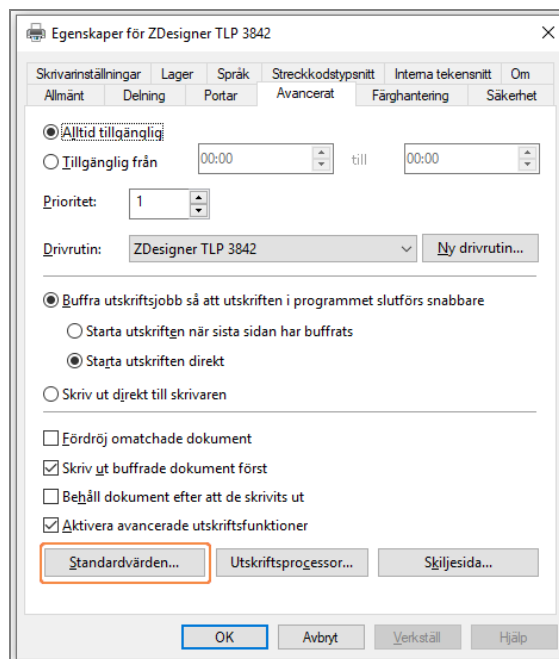 Egenskaper för ZDesigner TLP 3842
Skrivarinställningar Lager Språk Streckkodstypsnitt Interna tekensnitt Om
Allmänt Delning Portar Avancerat Färghantering Säkerhet
Alltid tillgänglig
Tillgänglig från 00:00 till 00:00
Prioritet: 1
Drivrutin: ZDesigner TLP 3842 Ny drivrutin...
Buffra utskriftsjobb så att utskriften i programmet slutförs snabbare
Starta utskriften när sista sidan har buffrats
Starta utskriften direkt
Skriv ut direkt till skrivaren
Fördröj omatchade dokument
Skriv ut buffrade dokument först
Behåll dokument efter att de skrivits ut
Aktivera avancerade utskriftsfunktioner
Standardvärden... Utskriftsprocessor... Skiljesida...
OK Avbryt Verkställ Hjälp